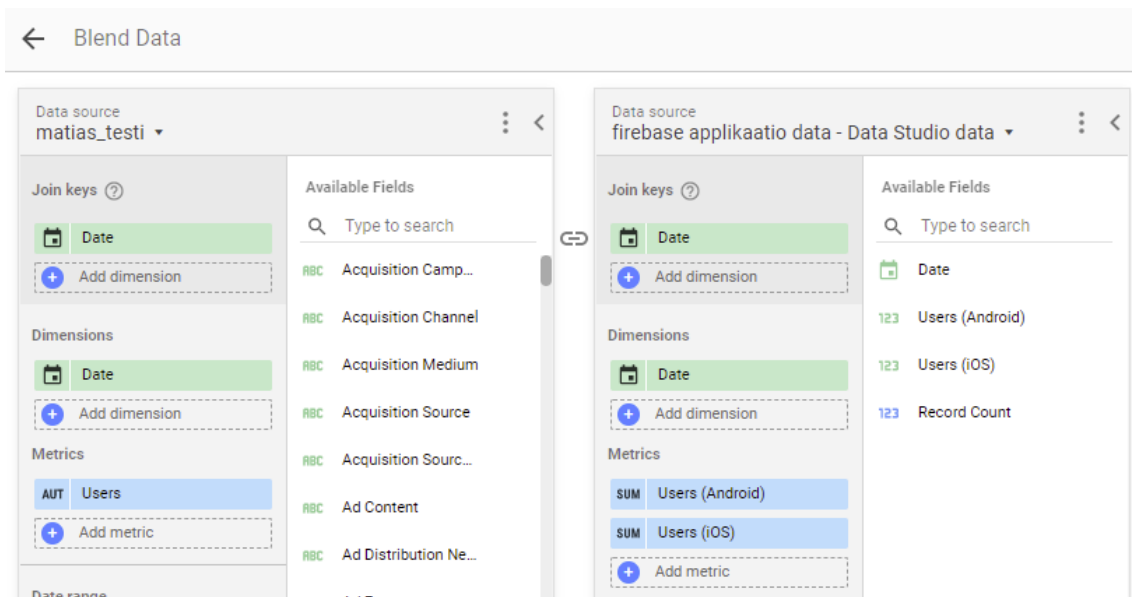 Blend Data
Data source
matias_testi
Join keys
Date
Add dimension
Dimensions
Date
Add dimension
Metrics
AUT Users
Add metric
Date range
Available Fields
Type to search
ABC Acquisition Camp...
ABC Acquisition Channel
ABC Acquisition Medium
ABC Acquisition Source
ABC Acquisition Sourc...
ABC Ad Content
ABC Ad Distribution Ne...
Data source
firebase applikaatio data - Data Studio data
Join keys
Date
Add dimension
Dimensions
Date
Add dimension
Metrics
SUM Users (Android)
SUM Users (iOS)
Add metric
Available Fields
Type to search
Date
123 Users (Android)
123 Users (iOS)
123 Record Count